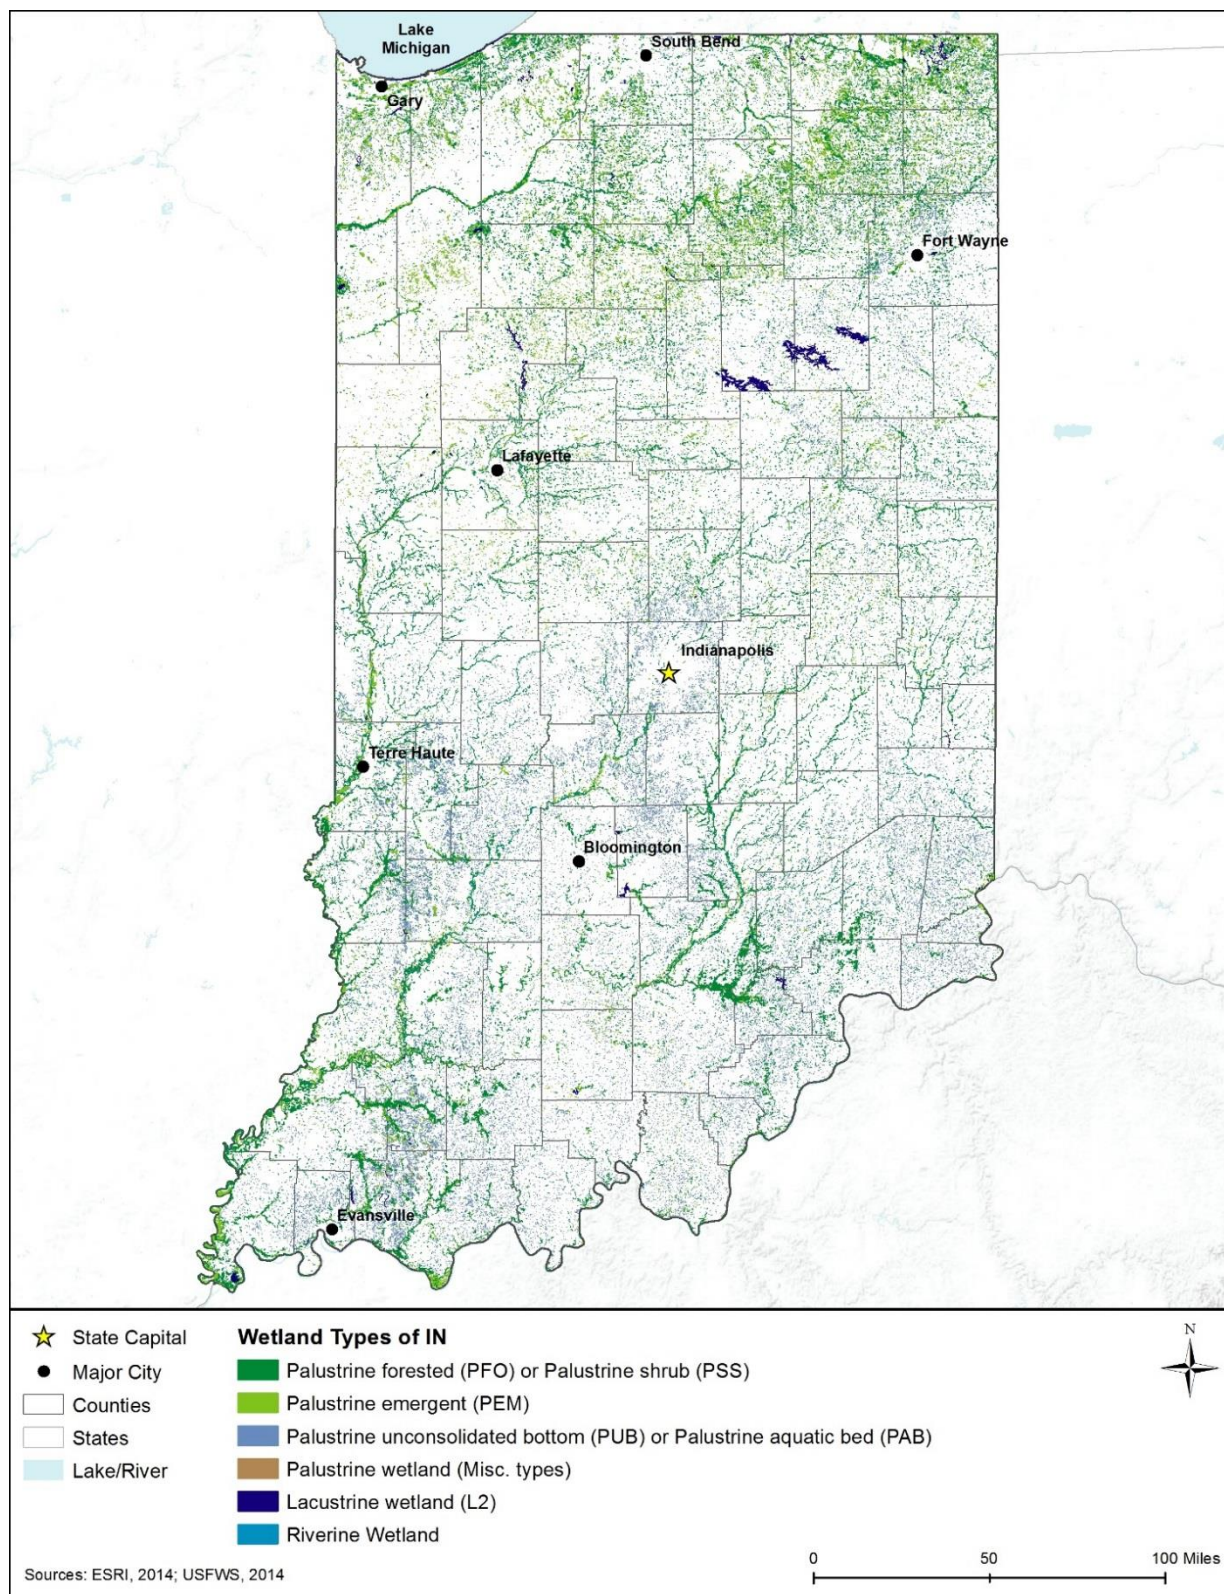 Lake
Michigan
South Bend
Gary
Fort Wayne
Lafayette
Indianapolis
Terre Haute
Bloomington
Evansville
State Capital
Major City
Counties
States
Lake/River
Wetland Types of IN
Palustrine forested (PFO) or Palustrine shrub (PSS)
Palustrine emergent (PEM)
Palustrine unconsolidated bottom (PUB) or Palustrine aquatic bed (PAB)
Palustrine wetland (Misc. types)
Lacustrine wetland (L2)
Riverine Wetland
N
0 50 100 Miles
Sources: ESRI, 2014; USFWS, 2014